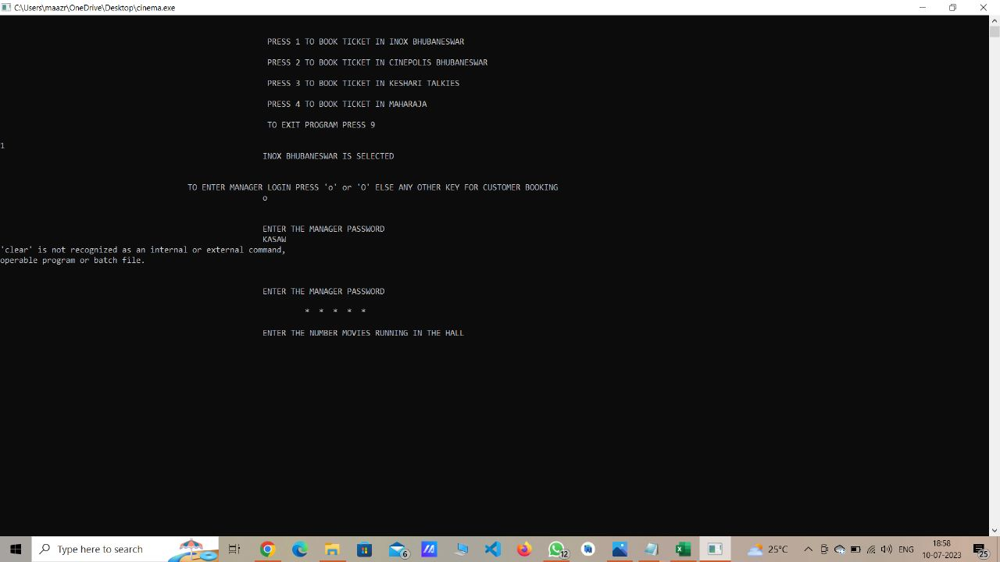 C:\Users\maazr\OneDrive\Desktop\cinema.exe
PRESS 1 TO BOOK TICKET IN INOX BHUBANESWAR
PRESS 2 TO BOOK TICKET IN CINEPOLIS BHUBANESWAR
PRESS 3 TO BOOK TICKET IN KESHARI TALKIES
PRESS 4 TO BOOK TICKET IN MAHARAJA
TO EXIT PROGRAM PRESS 9
1
INOX BHUBANESWAR IS SELECTED
TO ENTER MANAGER LOGIN PRESS 'o' or 'O' ELSE ANY OTHER KEY FOR CUSTOMER BOOKING
o
ENTER THE MANAGER PASSWORD
KASAW
'clear' is not recognized as an internal or external command,
operable program or batch file.
ENTER THE MANAGER PASSWORD
* * * * *
ENTER THE NUMBER MOVIES RUNNING IN THE HALL
Type here to search
6
12
25°C
ENG
18:58
10-07-2023
25